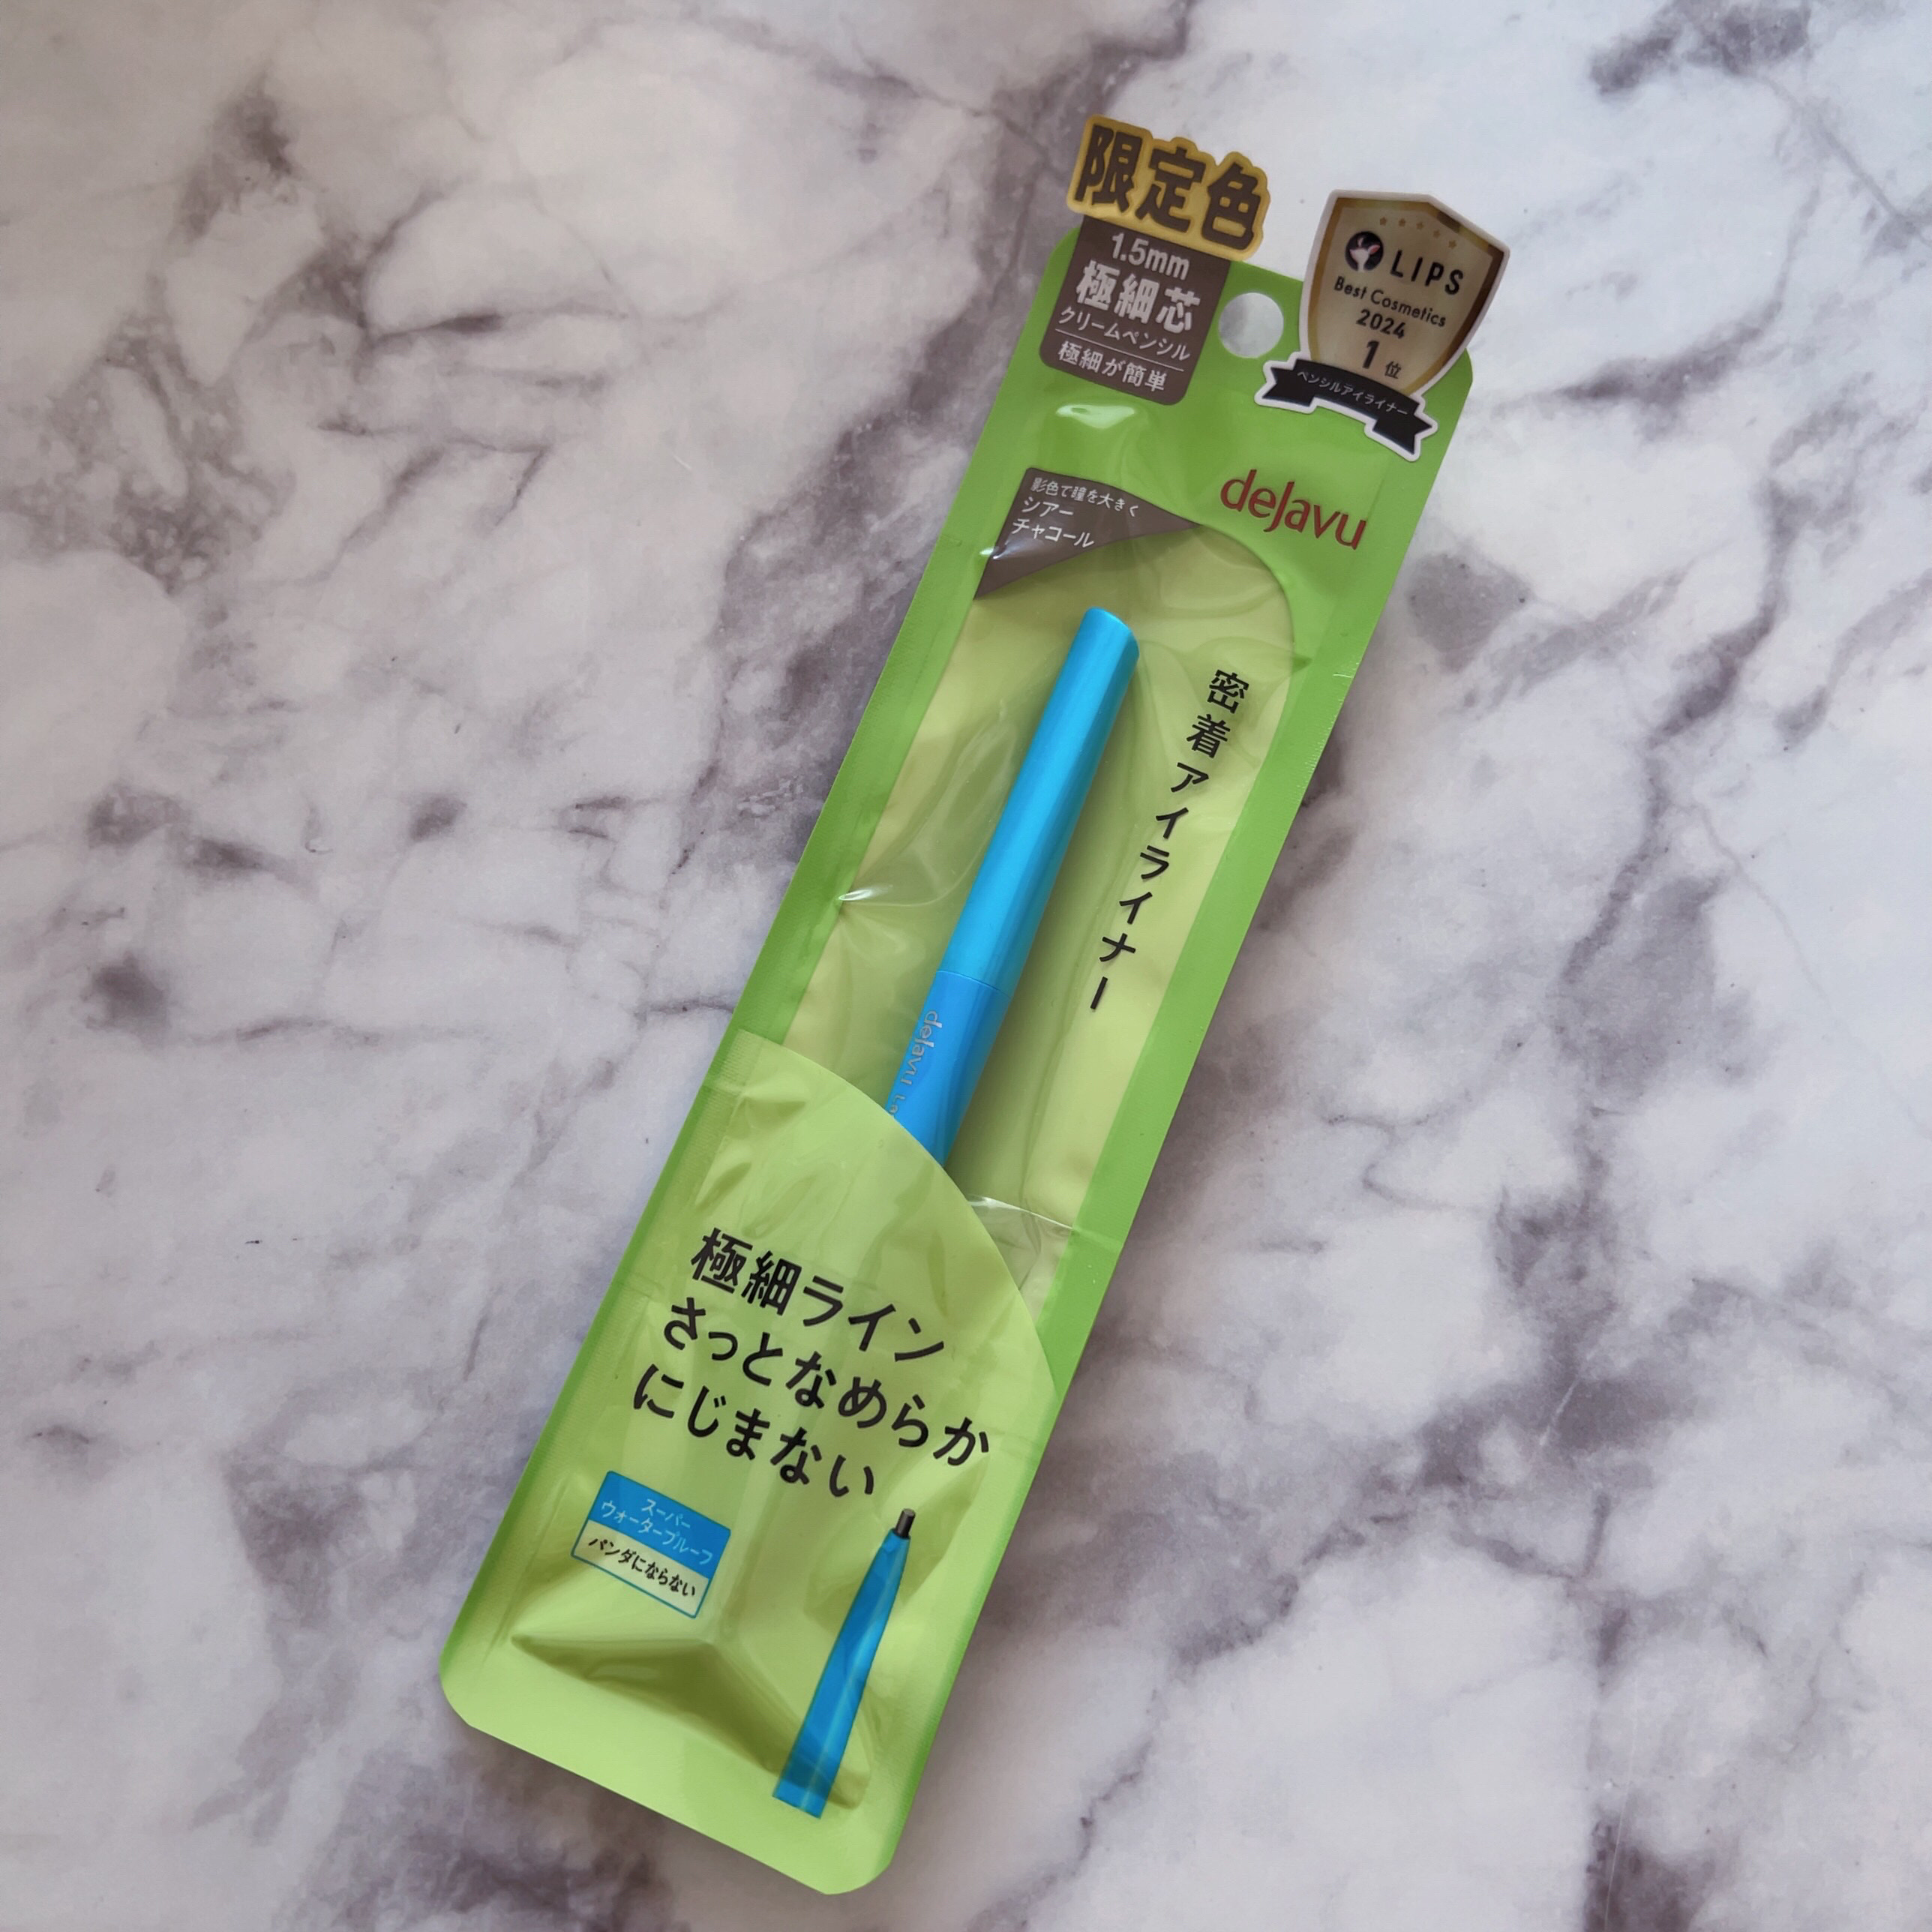 限定色
1.5mm
極細芯
クリームペンシル
極細が簡単
LIPS
Best Cosmetics
2024
1位
ペンシルアイライナー
dejavu
影色で瞳を大きく
シアー
チャコール
密着アイライナー
dejavu
極細ライン
さっとなめらか
にじまない
スーパー
ウォータープルーフ
パンダにならない